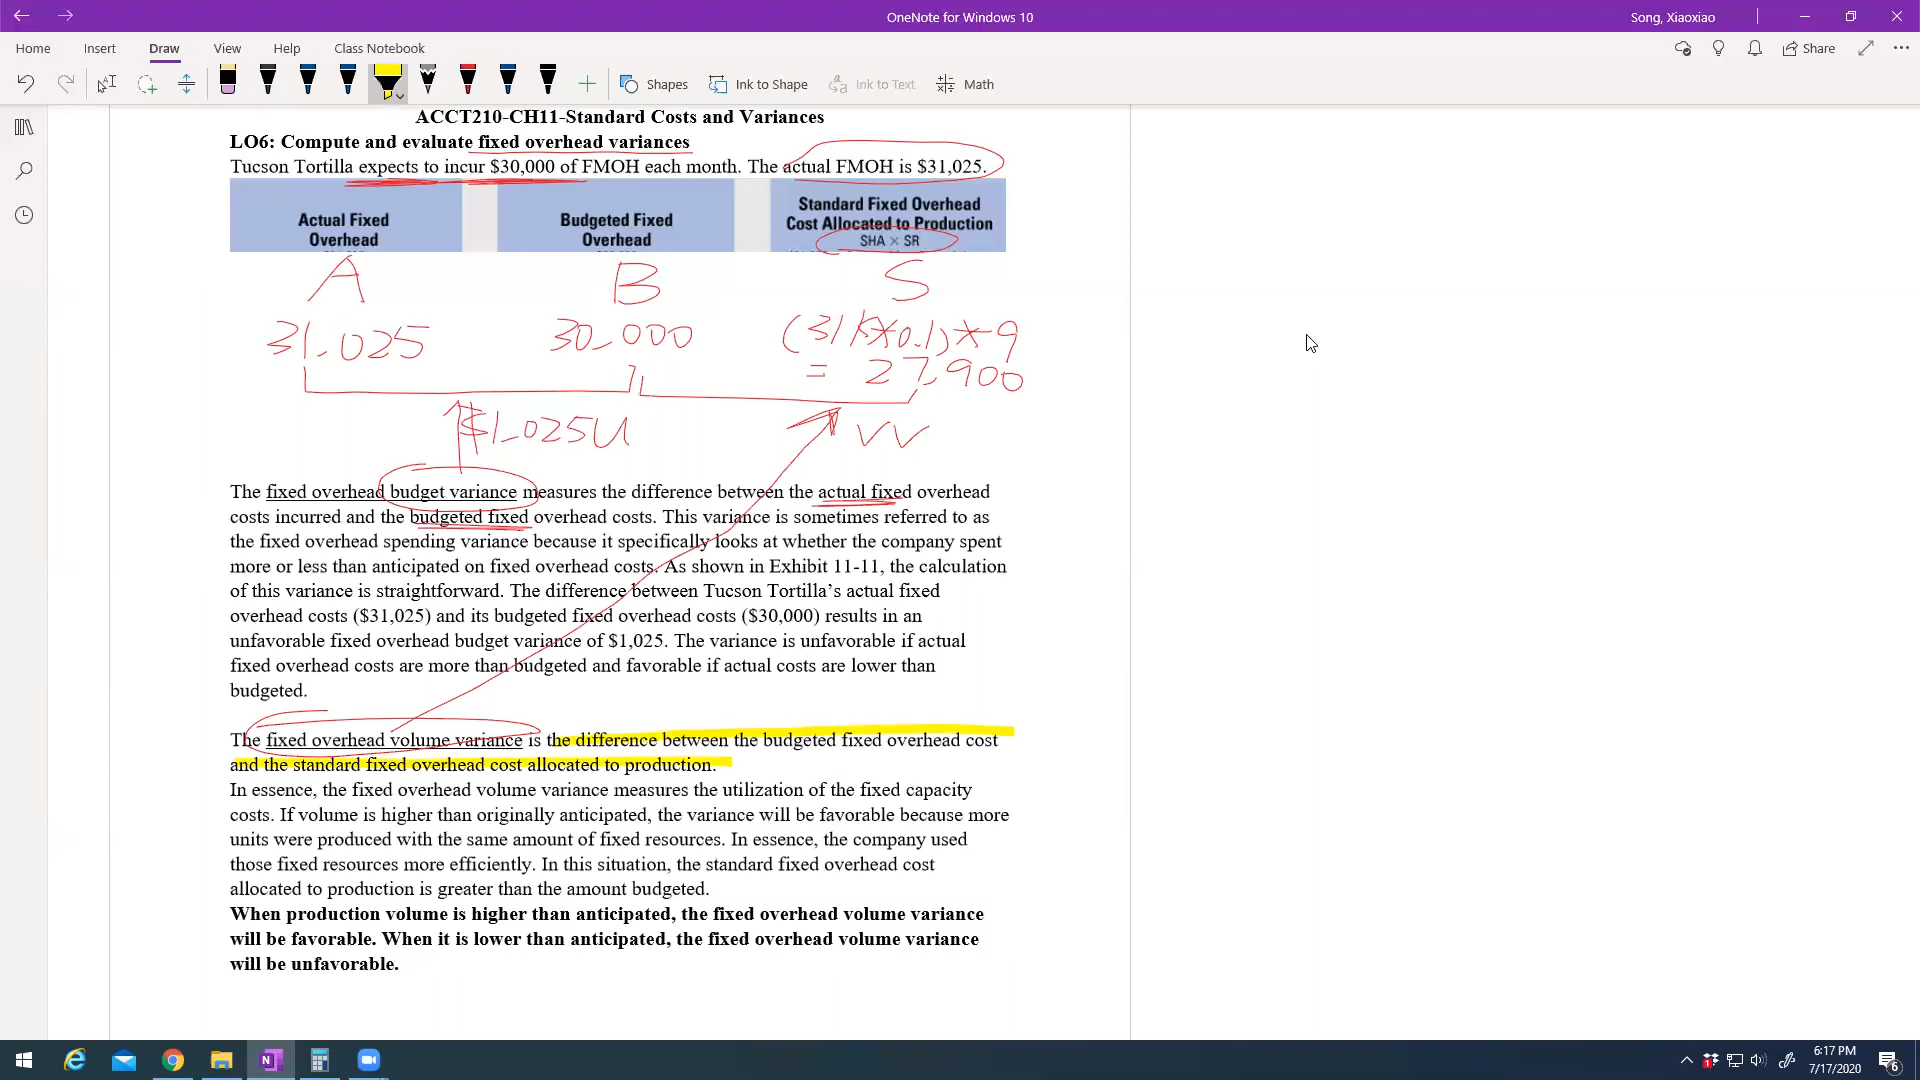 OneNote for Windows 10
Song, Xiaoxiao
Home Insert Draw View Help Class Notebook
Share
Shapes Ink to Shape Ink to Text Math
ACCT210-CH11-Standard Costs and Variances
LO6: Compute and evaluate fixed overhead variances
Tucson Tortilla expects to incur $30,000 of FMOH each month. The actual FMOH is $31,025.
Actual Fixed
Overhead
Budgeted Fixed
Overhead
Standard Fixed Overhead
Cost Allocated to Production
SHA × SR
A B S
31,025 30,000 (31K*0.1)*9
= 27,900
$1,025U VV
The fixed overhead budget variance measures the difference between the actual fixed overhead
costs incurred and the budgeted fixed overhead costs. This variance is sometimes referred to as
the fixed overhead spending variance because it specifically looks at whether the company spent
more or less than anticipated on fixed overhead costs. As shown in Exhibit 11-11, the calculation
of this variance is straightforward. The difference between Tucson Tortilla’s actual fixed
overhead costs ($31,025) and its budgeted fixed overhead costs ($30,000) results in an
unfavorable fixed overhead budget variance of $1,025. The variance is unfavorable if actual
fixed overhead costs are more than budgeted and favorable if actual costs are lower than
budgeted.
The fixed overhead volume variance is the difference between the budgeted fixed overhead cost
and the standard fixed overhead cost allocated to production.
In essence, the fixed overhead volume variance measures the utilization of the fixed capacity
costs. If volume is higher than originally anticipated, the variance will be favorable because more
units were produced with the same amount of fixed resources. In essence, the company used
those fixed resources more efficiently. In this situation, the standard fixed overhead cost
allocated to production is greater than the amount budgeted.
When production volume is higher than anticipated, the fixed overhead volume variance
will be favorable. When it is lower than anticipated, the fixed overhead volume variance
will be unfavorable.
6:17 PM
7/17/2020
6